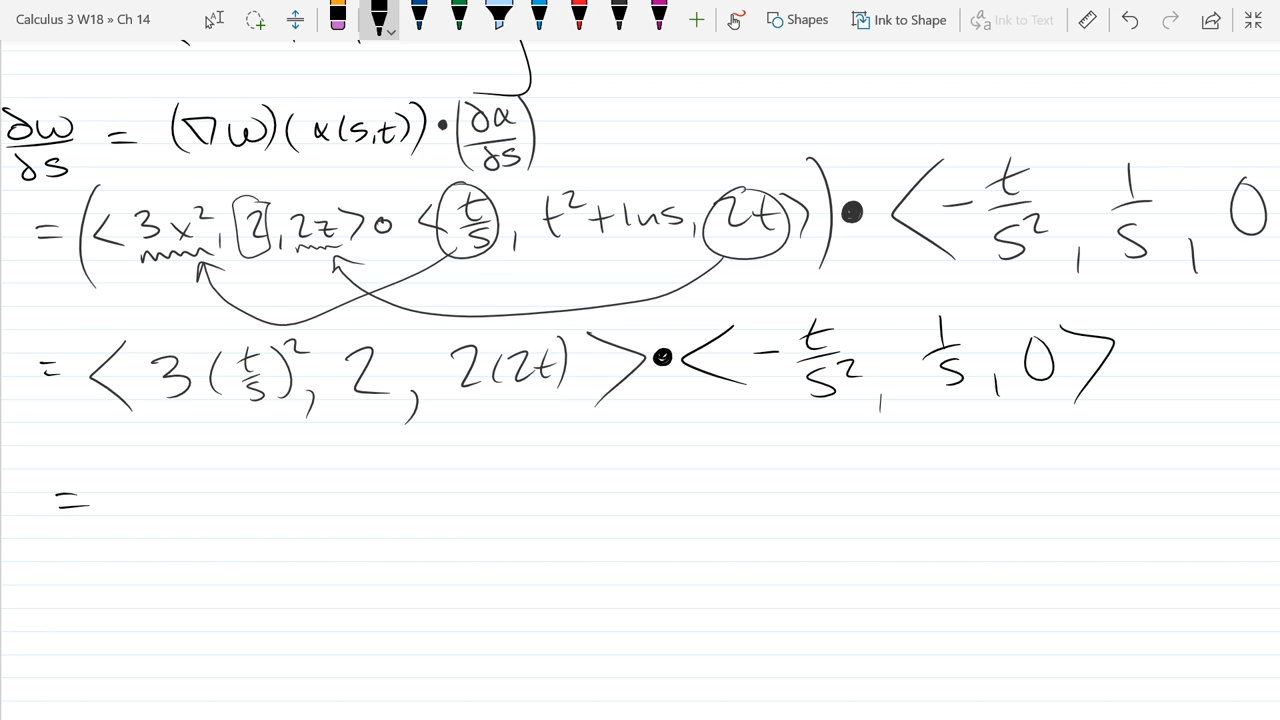 Calculus 3 W18 » Ch 14 Shapes Ink to Shape Ink to Text
∂w/∂s = (∇w)(α(s,t)) • (∂α/∂s)
= (<3x², 2, 2z> ∘ <t/s, t²+lns, 2t>) • <-t/s², 1/s, 0
= <3(t/s)², 2, 2(2t)> • <-t/s², 1/s, 0>
=